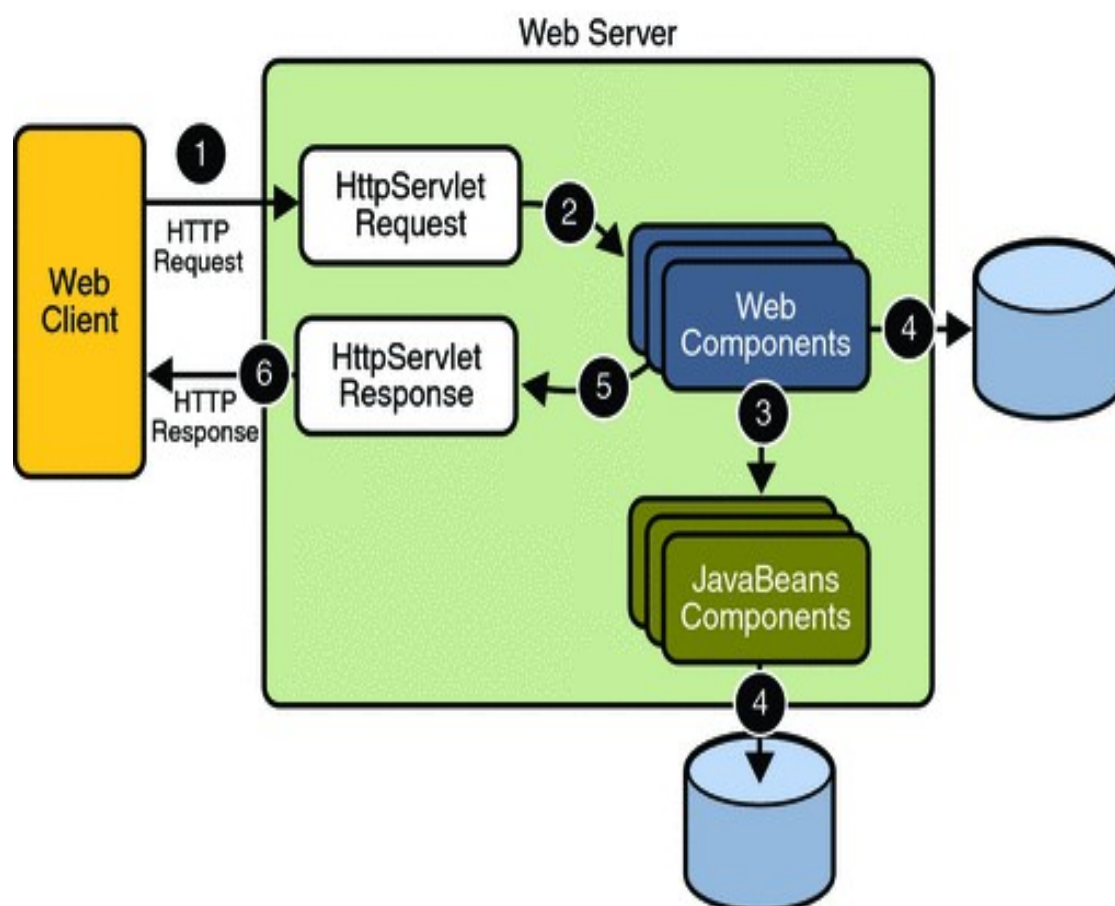 Web Server
1
HTTP
Request
HttpServlet
Request
2
Web
Client
Web
Components
4
HttpServlet
Response
5
6
HTTP
Response
3
JavaBeans
Components
4